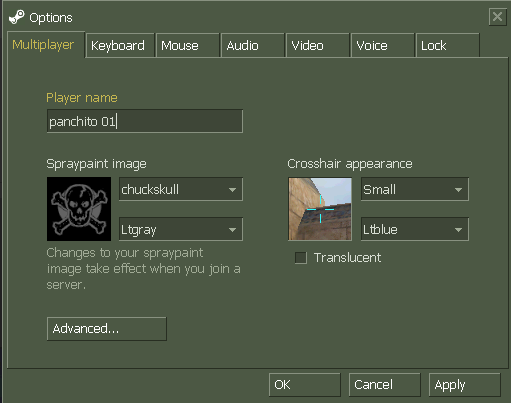 Options
Multiplayer Keyboard Mouse Audio Video Voice Lock
Player name
panchito 01
Spraypaint image
Crosshair appearance
chuckskull
Small
Ltgray
Ltblue
Changes to your spraypaint
image take effect when you join a
server.
Translucent
Advanced...
OK Cancel Apply